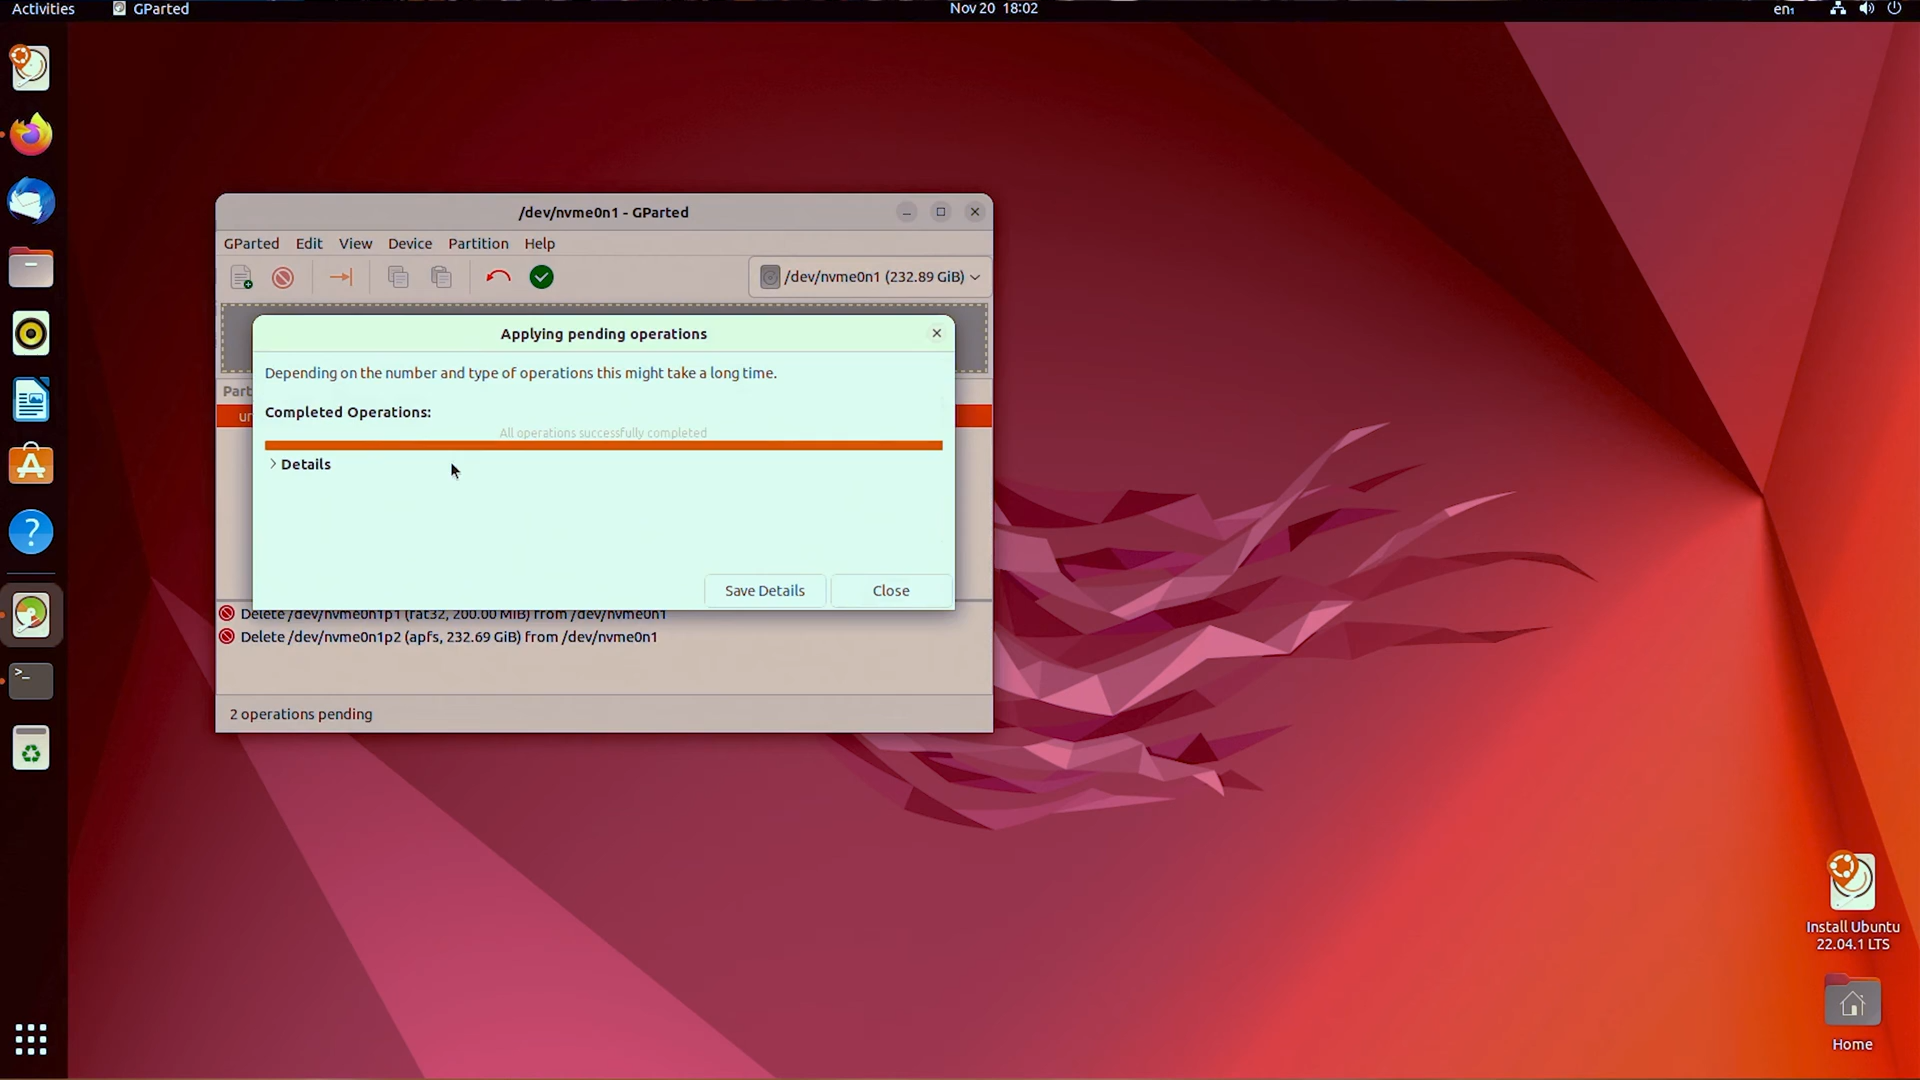 Activities
GParted
Nov 20 18:02
en1
/dev/nvme0n1 - GParted
GParted Edit View Device Partition Help
/dev/nvme0n1 (232.89 GiB)
Applying pending operations
Depending on the number and type of operations this might take a long time.
Part
Completed Operations:
All operations successfully completed
Details
Save Details
Close
Delete /dev/nvme0n1p1 (fat32, 200.00 MiB) from /dev/nvme0n1
Delete /dev/nvme0n1p2 (apfs, 232.69 GiB) from /dev/nvme0n1
2 operations pending
Install Ubuntu
22.04.1 LTS
Home